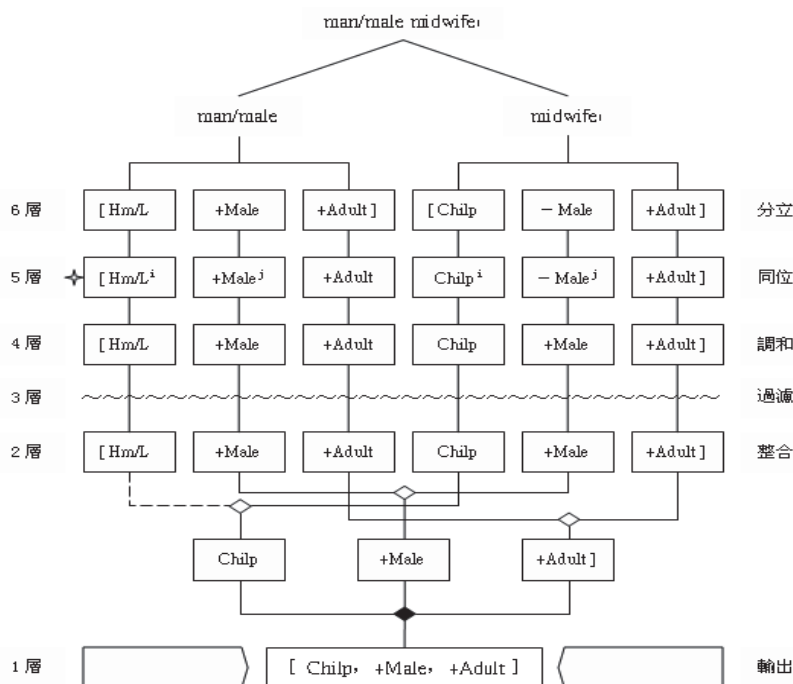 man/male midwife
man/male midwife
6 層 [Hm/L +Male +Adult] [Chilp − Male +Adult] 分立
5 層 [Hm/Lⁱ +Maleʲ +Adult Chilpⁱ − Maleʲ +Adult] 同位
4 層 [Hm/L +Male +Adult Chilp +Male +Adult] 調和
3 層 過濾
2 層 [Hm/L +Male +Adult Chilp +Male +Adult] 整合
Chilp +Male +Adult]
1 層 [ Chilp, +Male, +Adult ] 輸出